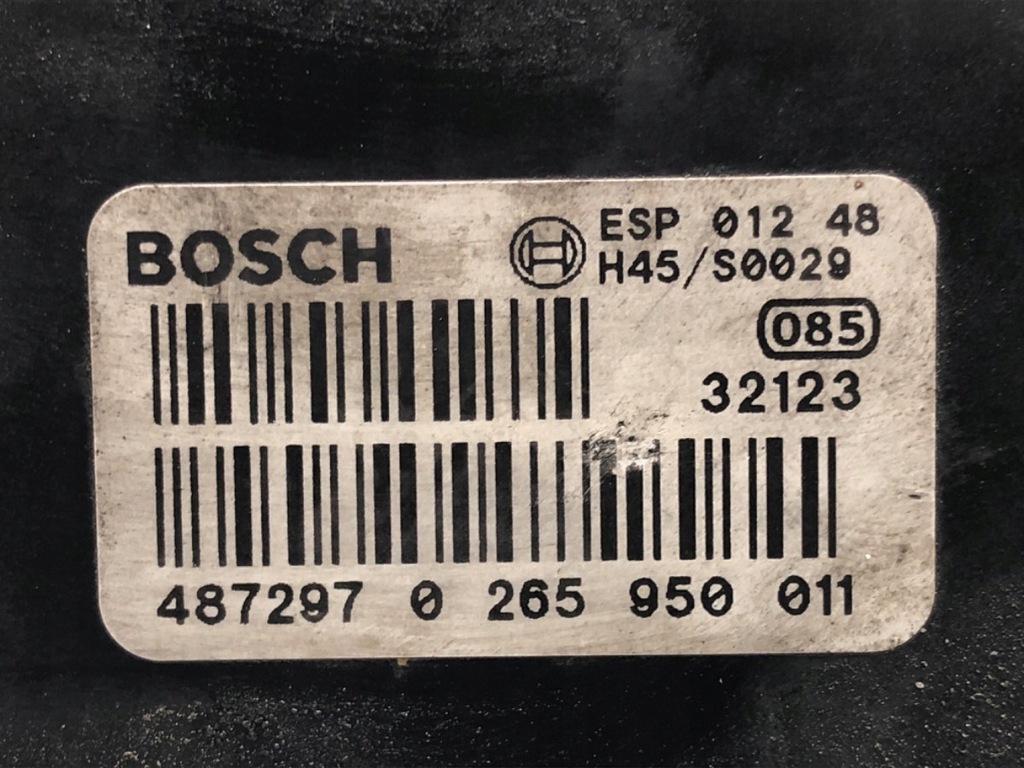 BOSCH
ESP 012 48
H45/S0029
085
32123
487297 0 265 950 011